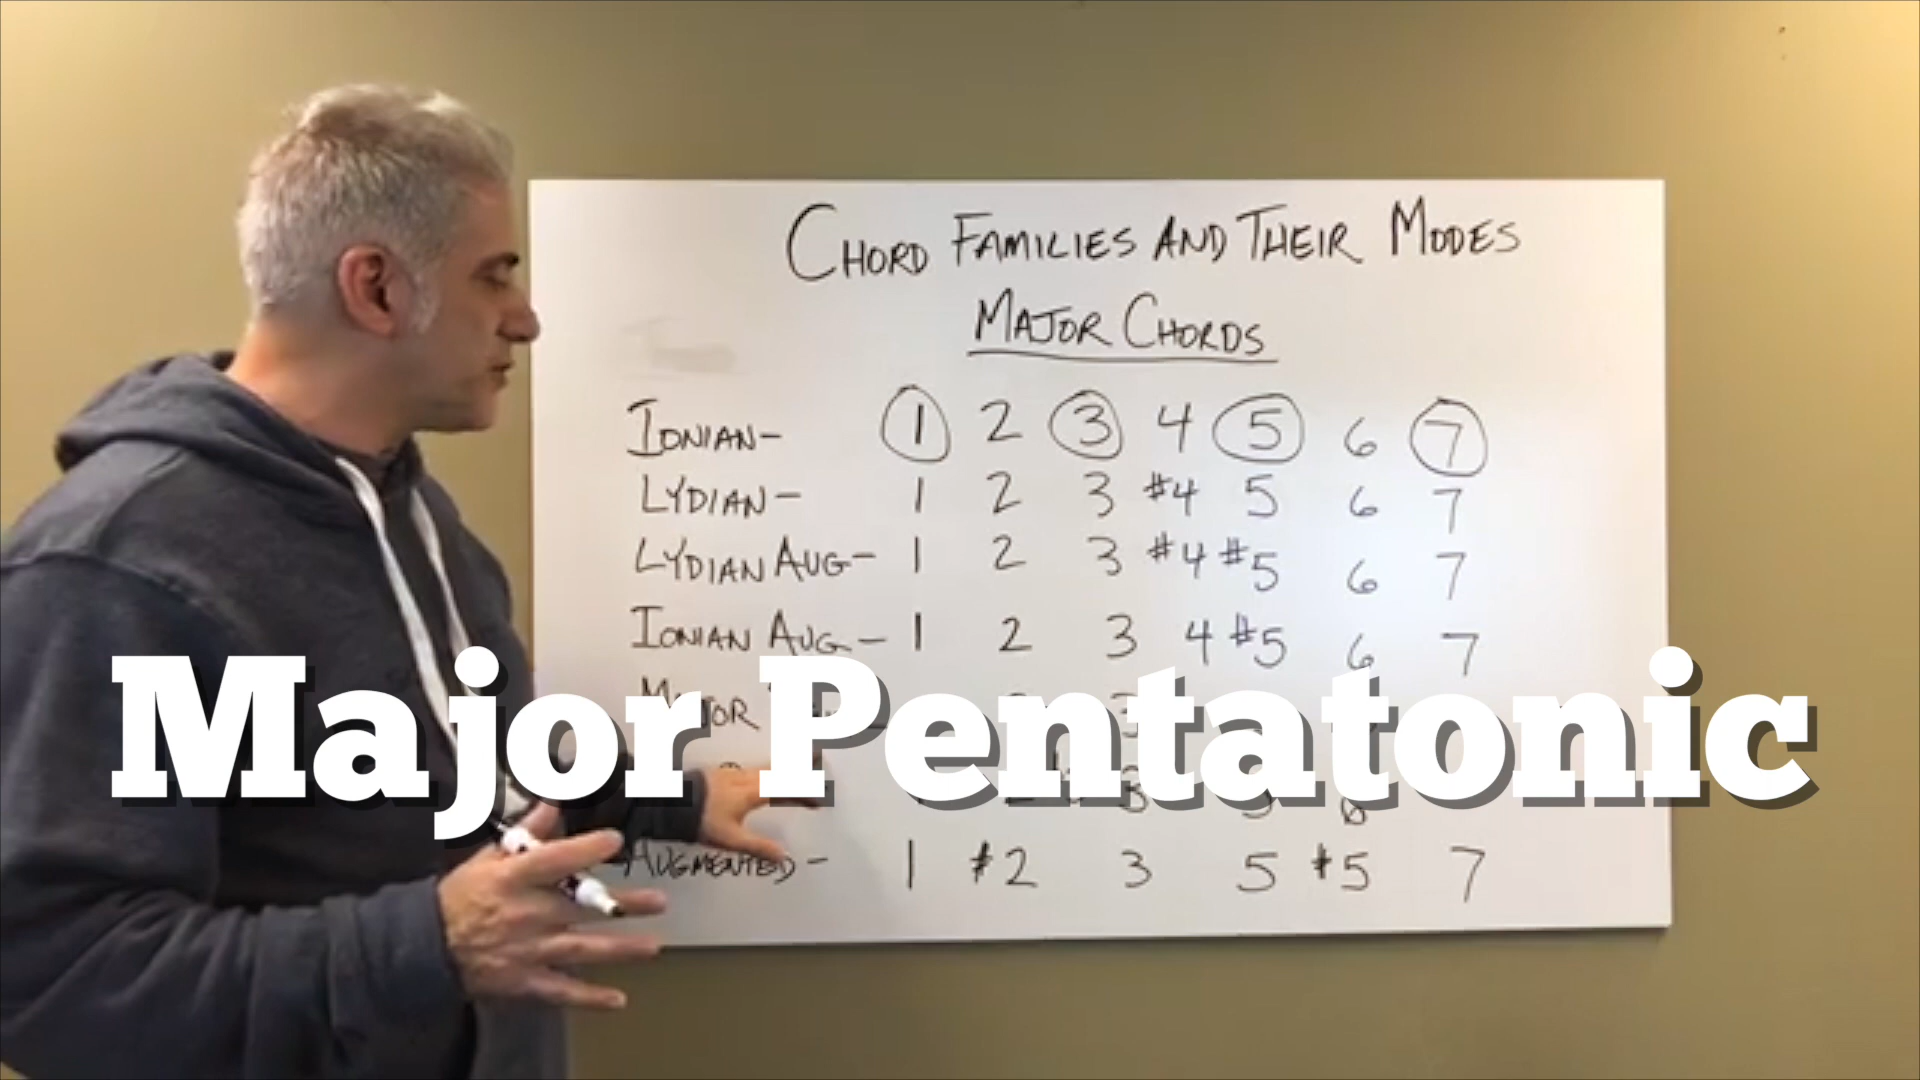 CHORD FAMILIES AND THEIR MODES
MAJOR CHORDS
IONIAN- 1 2 3 4 5 6 7
LYDIAN- 1 2 3 #4 5 6 7
LYDIAN AUG- 1 2 3 #4 #5 6 7
IONIAN AUG- 1 2 3 4 #5 6 7
Major Pentatonic
AUGMENTED- 1 #2 3 5 #5 7